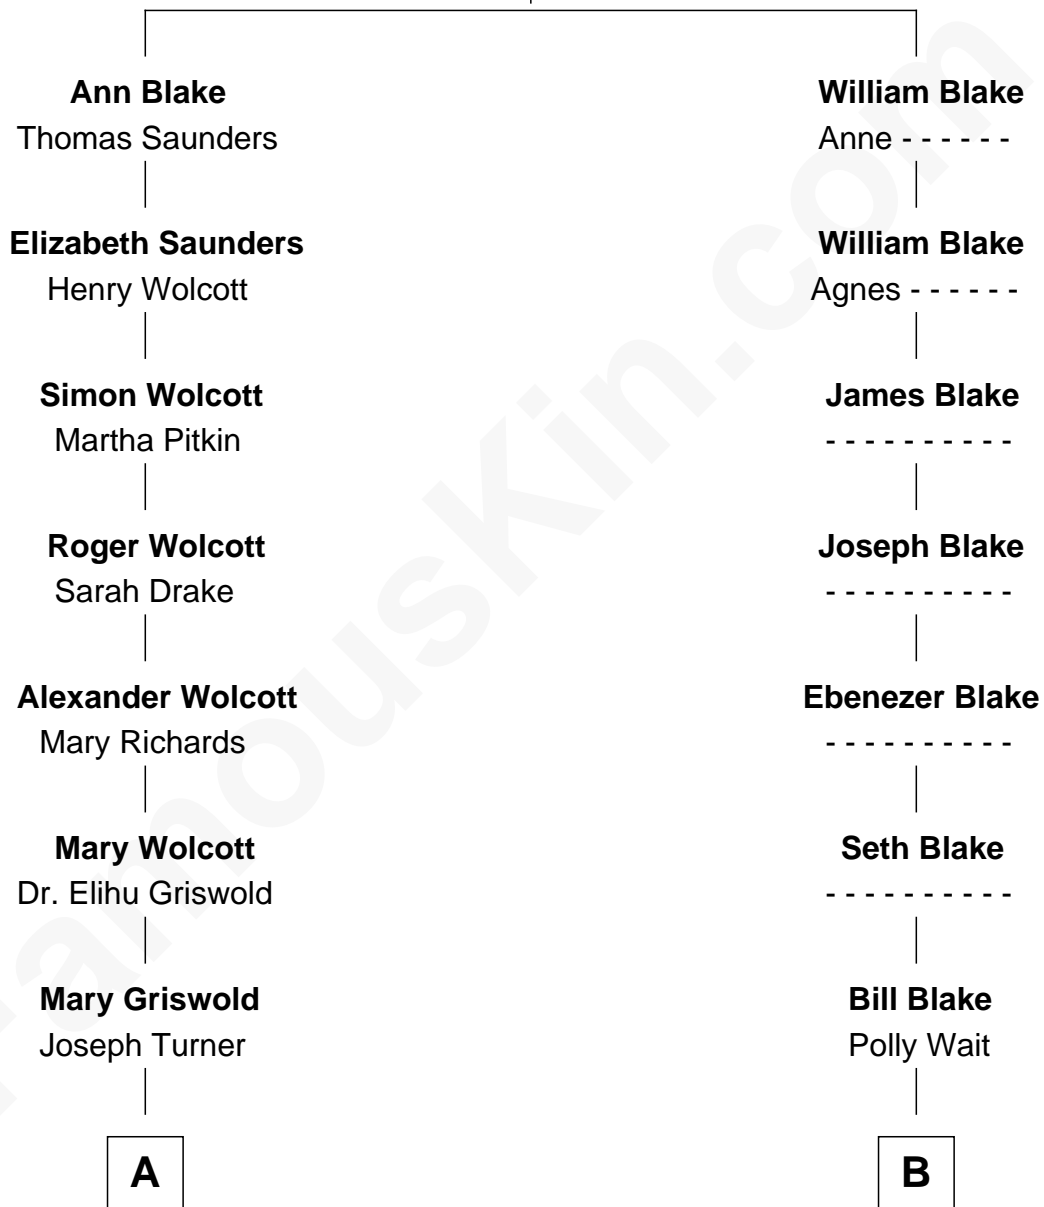 Ann Blake
Thomas Saunders
William Blake
Anne - - - - - -
Elizabeth Saunders
Henry Wolcott
William Blake
Agnes - - - - - -
Simon Wolcott
Martha Pitkin
James Blake
- - - - - - - - - -
Roger Wolcott
Sarah Drake
Joseph Blake
- - - - - - - - - -
Alexander Wolcott
Mary Richards
Ebenezer Blake
- - - - - - - - - -
Mary Wolcott
Dr. Elihu Griswold
Seth Blake
- - - - - - - - - -
Mary Griswold
Joseph Turner
Bill Blake
Polly Wait
A
B
FamousKin.com